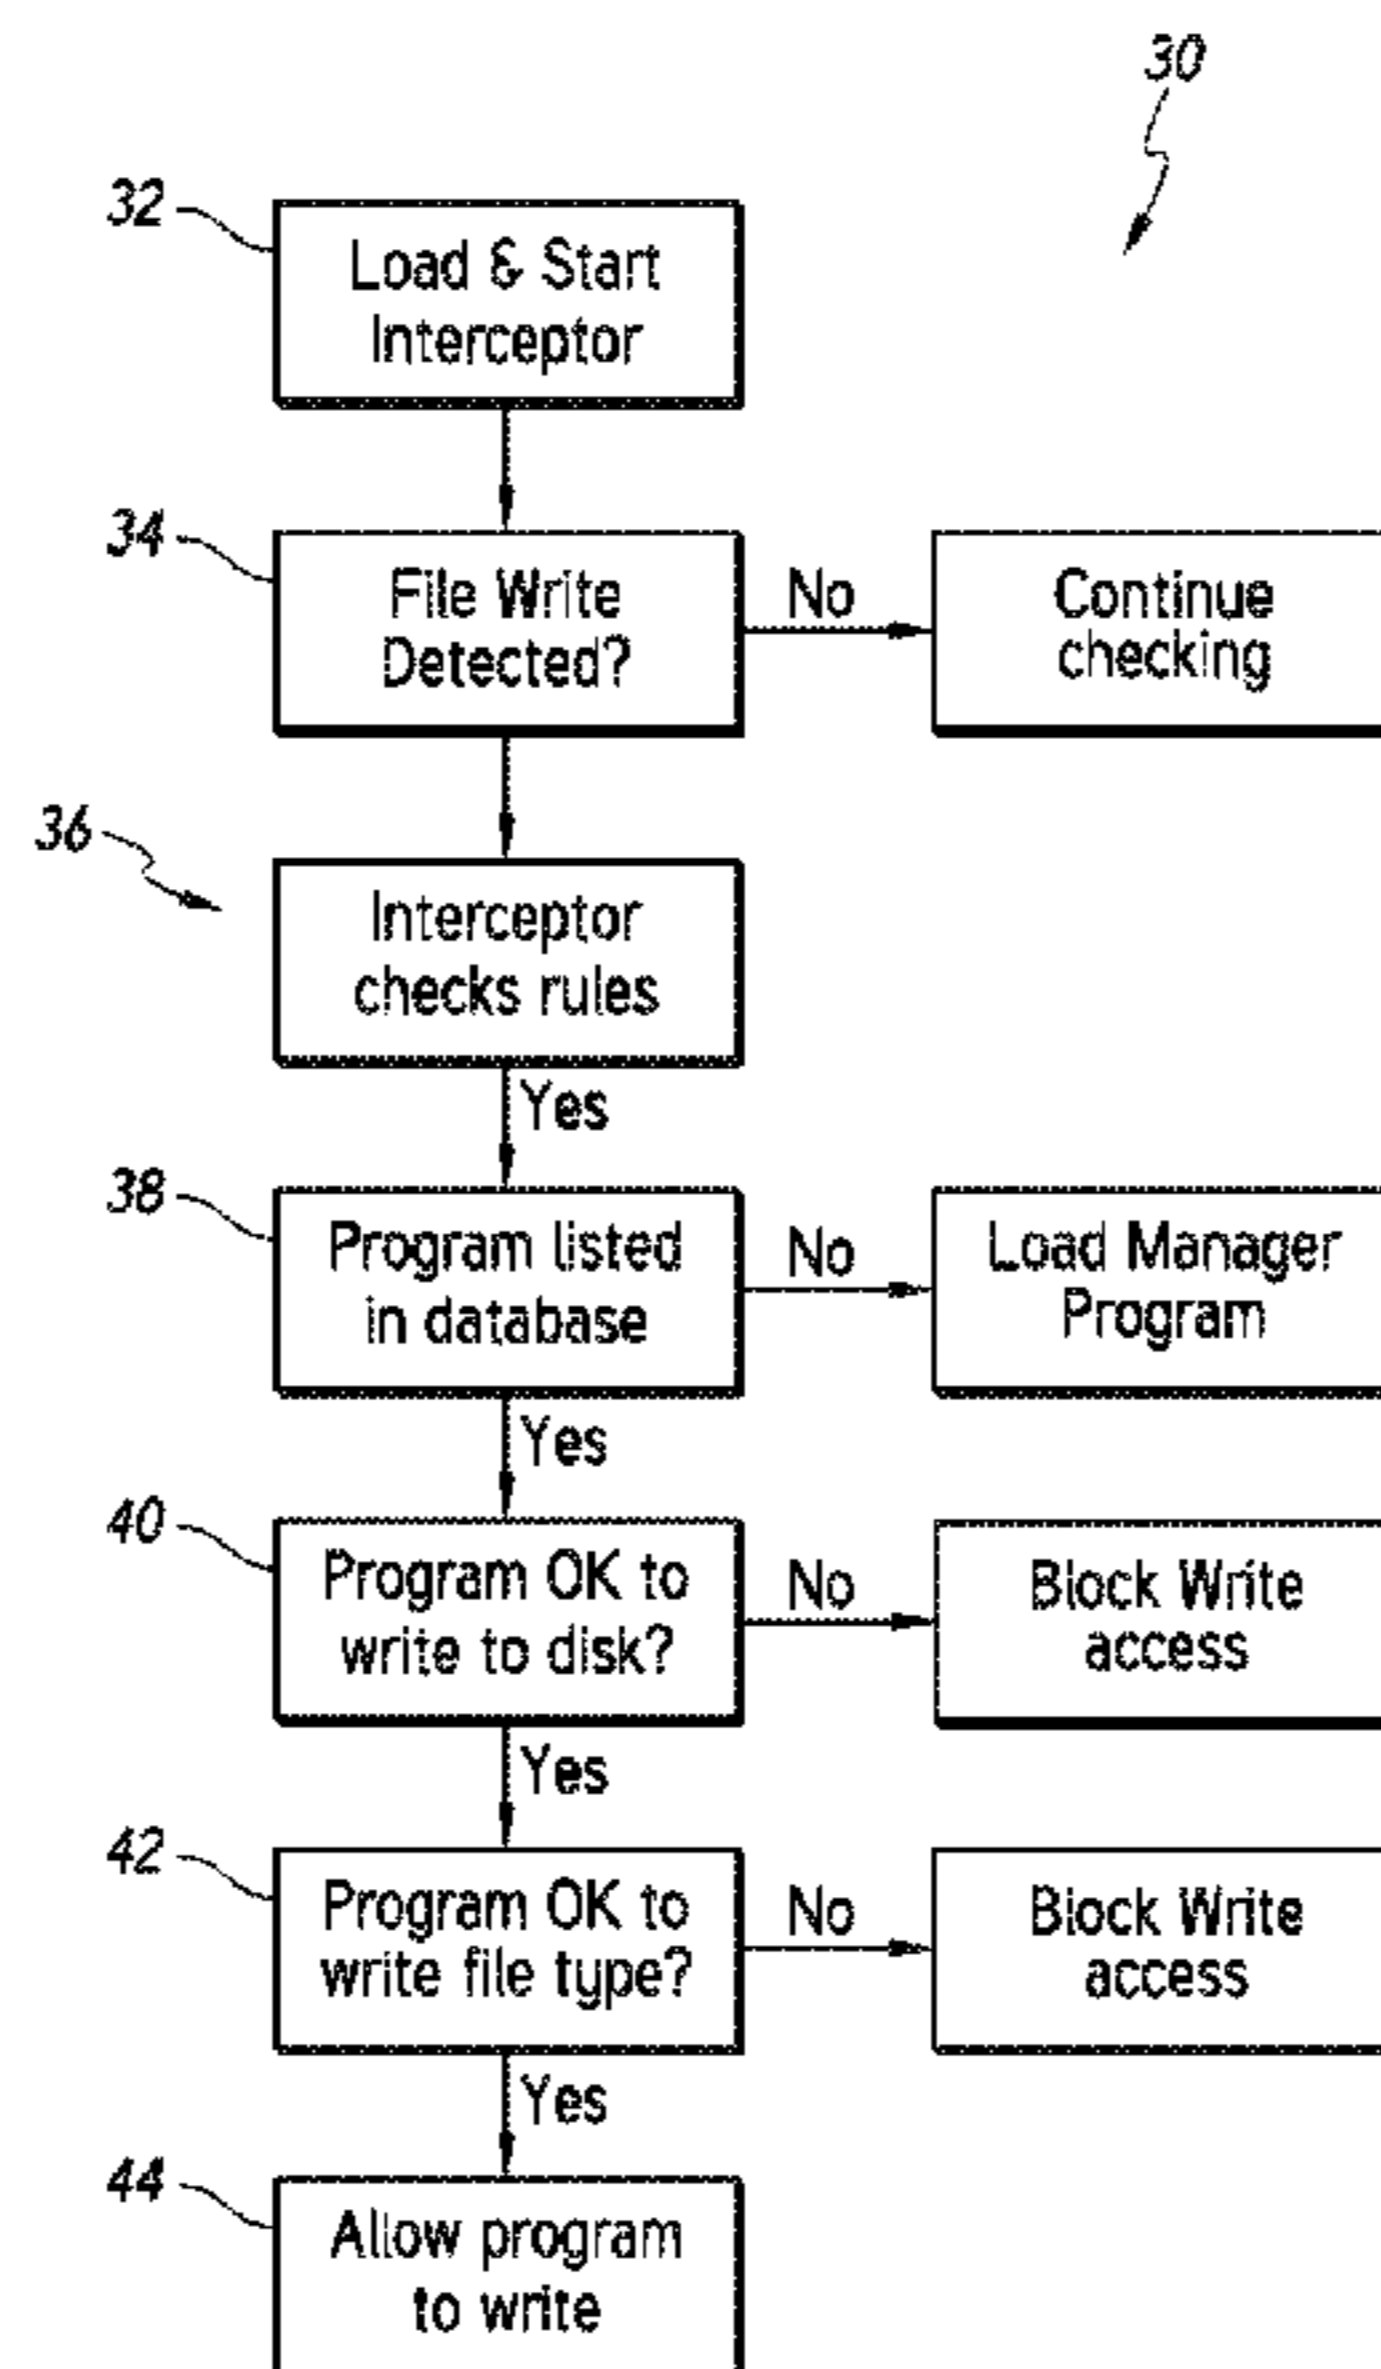 30
32
Load & Start
Interceptor
34
File Write
Detected?
No
Continue
checking
36
Interceptor
checks rules
Yes
38
Program listed
in database
No
Load Manager
Program
Yes
40
Program OK to
write to disk?
No
Block Write
access
Yes
42
Program OK to
write file type?
No
Block Write
access
Yes
44
Allow program
to write